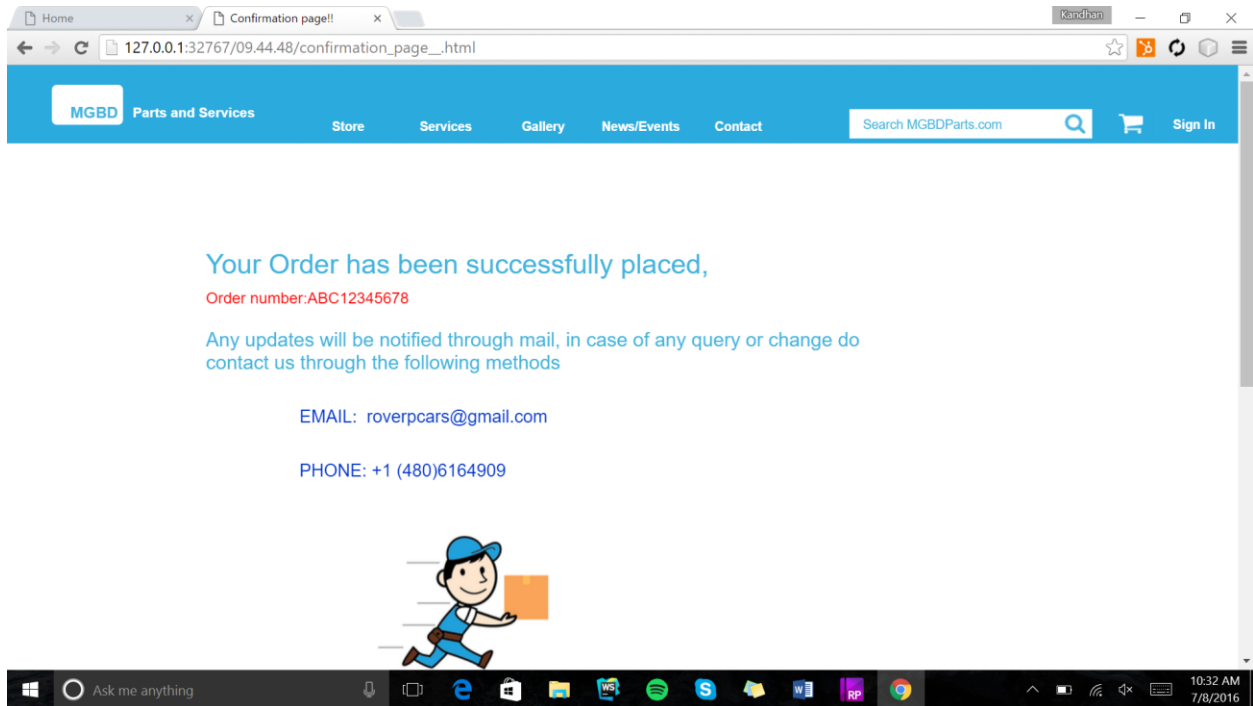 Home
Confirmation page!!
Kandhan
127.0.0.1:32767/09.44.48/confirmation_page__.html
MGBD Parts and Services
Store Services Gallery News/Events Contact Search MGBDParts.com Sign In
Your Order has been successfully placed,
Order number:ABC12345678
Any updates will be notified through mail, in case of any query or change do
contact us through the following methods
EMAIL: roverpcars@gmail.com
PHONE: +1 (480)6164909
Ask me anything
WS
S
W
RP
10:32 AM
7/8/2016